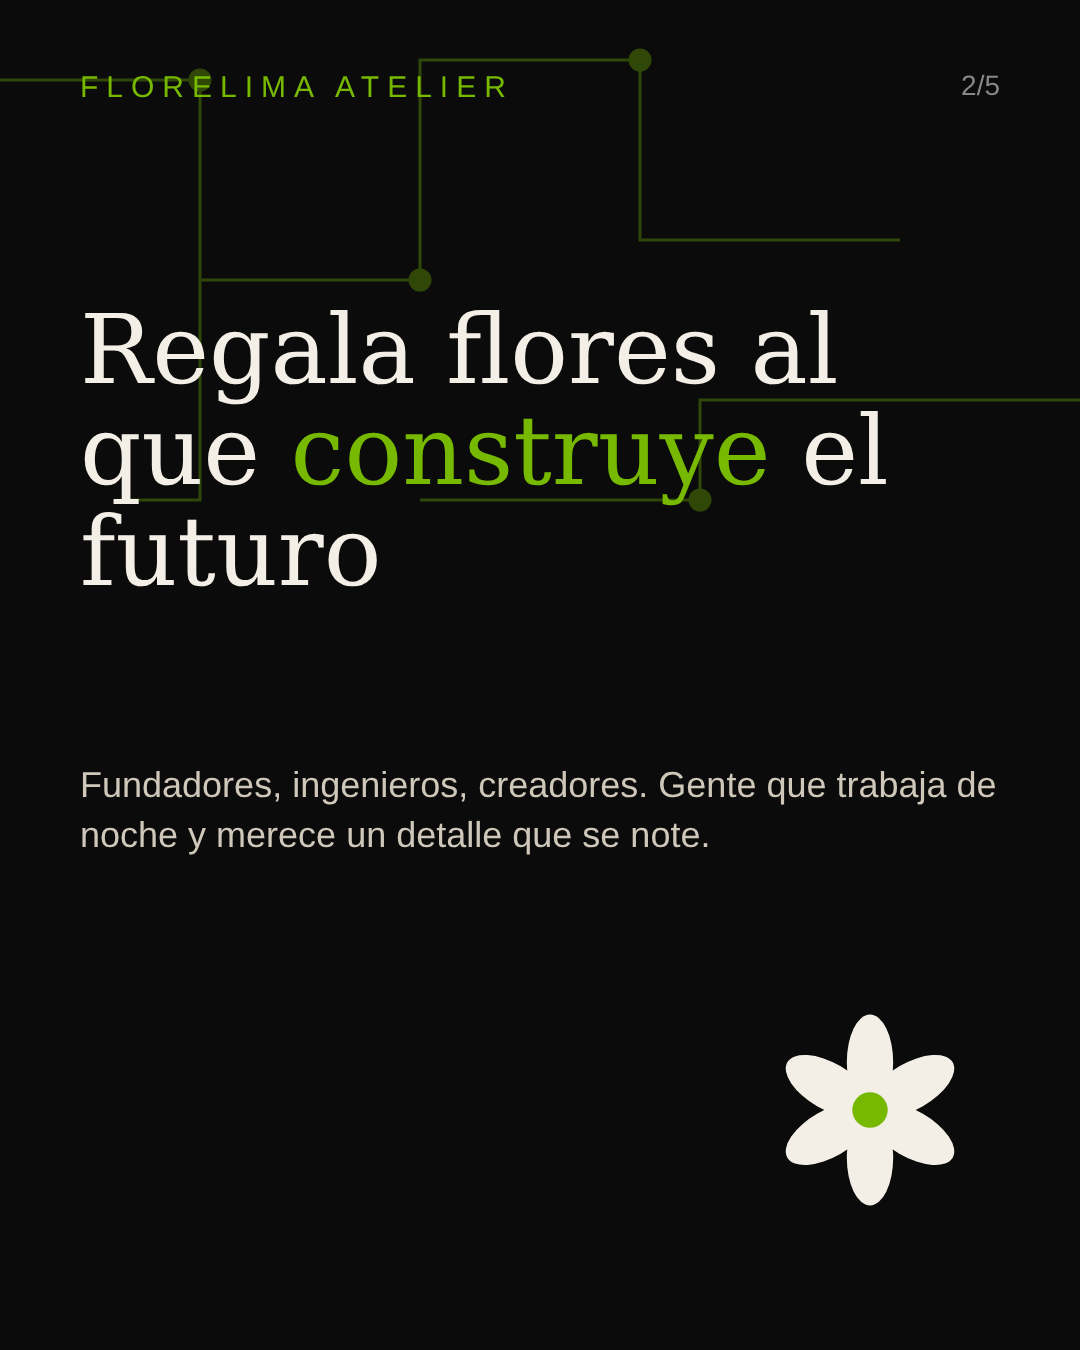 FLORELIMA ATELIER
2/5
Regala flores al
que construye el
futuro
Fundadores, ingenieros, creadores. Gente que trabaja de
noche y merece un detalle que se note.